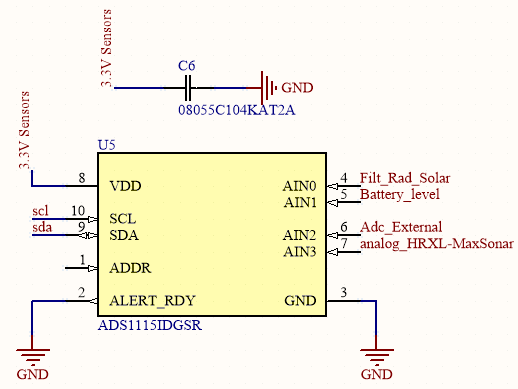 3.3V Sensors
C6
GND
08055C104KAT2A
3.3V Sensors
U5
8 VDD AIN0 4 Filt_Rad_Solar
AIN1 5 Battery_level
scl 10 SCL
sda 9 SDA AIN2 6 Adc_External
AIN3 7 analog_HRXL-MaxSonar
1 ADDR
2 ALERT_RDY GND 3
ADS1115IDGSR
GND GND